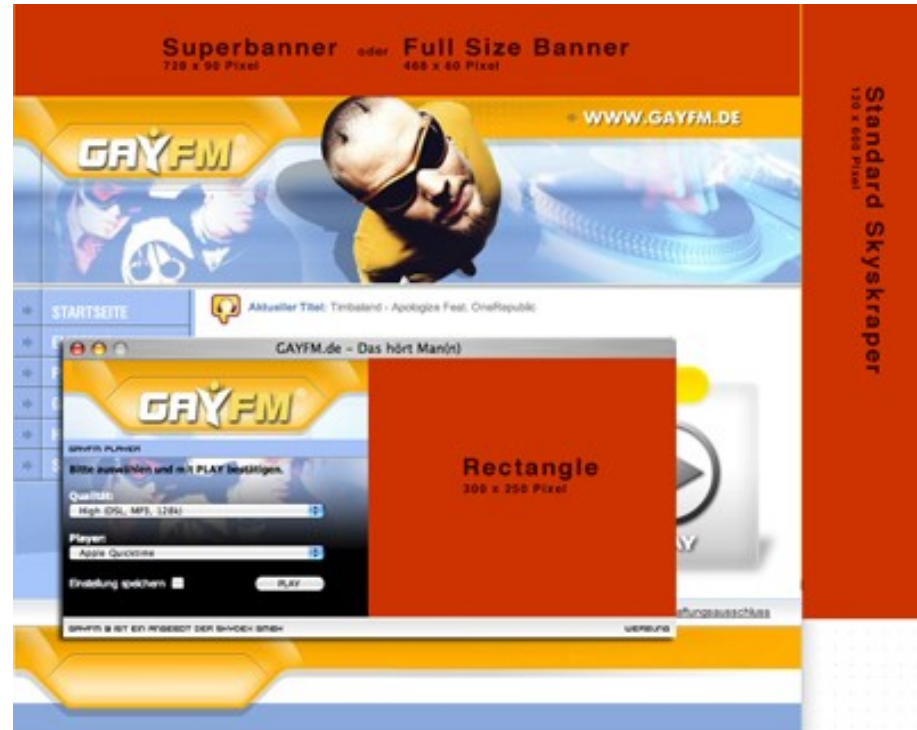 Superbanner oder Full Size Banner
728 x 90 Pixel 468 x 60 Pixel
Standard Skyskraper
120 x 600 Pixel
WWW.GAYFM.DE
GAYFM
STARTSEITE
Aktueller Titel: Timbaland - Apologize Feat. OneRepublic
GAYFM.de – Das hört Man(n)
GAYFM
GAYFM PLAYER
Bitte auswählen und mit PLAY bestätigen.
Qualität:
High (DSL, MP3, 128k)
Player:
Apple Quicktime
Einstellung speichern
PLAY
Rectangle
300 x 250 Pixel
GAYFM @ IST EIN ANGEBOT DER SKYDEX GMBH
WERBUNG